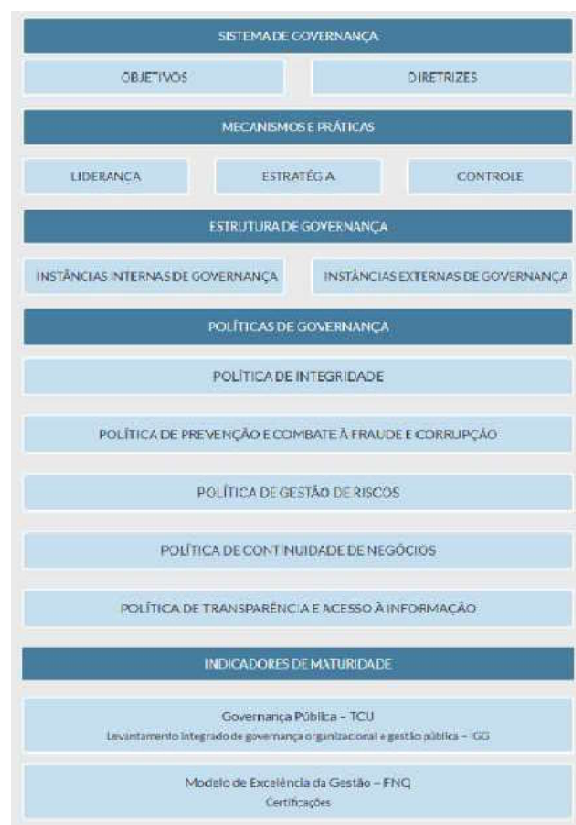 SISTEMA DE GOVERNANÇA
OBJETIVOS
DIRETRIZES
MECANISMOS E PRÁTICAS
LIDERANÇA
ESTRATÉGIA
CONTROLE
ESTRUTURA DE GOVERNANÇA
INSTÂNCIAS INTERNAS DE GOVERNANÇA
INSTÂNCIAS EXTERNAS DE GOVERNANÇA
POLÍTICAS DE GOVERNANÇA
POLÍTICA DE INTEGRIDADE
POLÍTICA DE PREVENÇÃO E COMBATE À FRAUDE E CORRUPÇÃO
POLÍTICA DE GESTÃO DE RISCOS
POLÍTICA DE CONTINUIDADE DE NEGÓCIOS
POLÍTICA DE TRANSPARÊNCIA E ACESSO À INFORMAÇÃO
INDICADORES DE MATURIDADE
Governança Pública – TCU
Levantamento integrado de governança organizacional e gestão pública –
Modelo de Excelência da Gestão – FNQ
Certificações